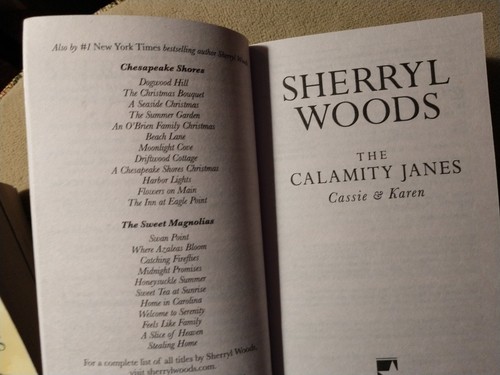 Also by #1 New York Times bestselling author Sherryl Woods
Chesapeake Shores
Dogwood Hill
The Christmas Bouquet
A Seaside Christmas
The Summer Garden
An O'Brien Family Christmas
Beach Lane
Moonlight Cove
Driftwood Cottage
A Chesapeake Shores Christmas
Harbor Lights
Flowers on Main
The Inn at Eagle Point
The Sweet Magnolias
Swan Point
Where Azaleas Bloom
Catching Fireflies
Midnight Promises
Honeysuckle Summer
Sweet Tea at Sunrise
Home in Carolina
Welcome to Serenity
Feels Like Family
A Slice of Heaven
Stealing Home
For a complete list of all titles by Sherryl Woods,
visit sherrylwoods.com.
SHERRYL
WOODS
THE
CALAMITY JANES
Cassie & Karen